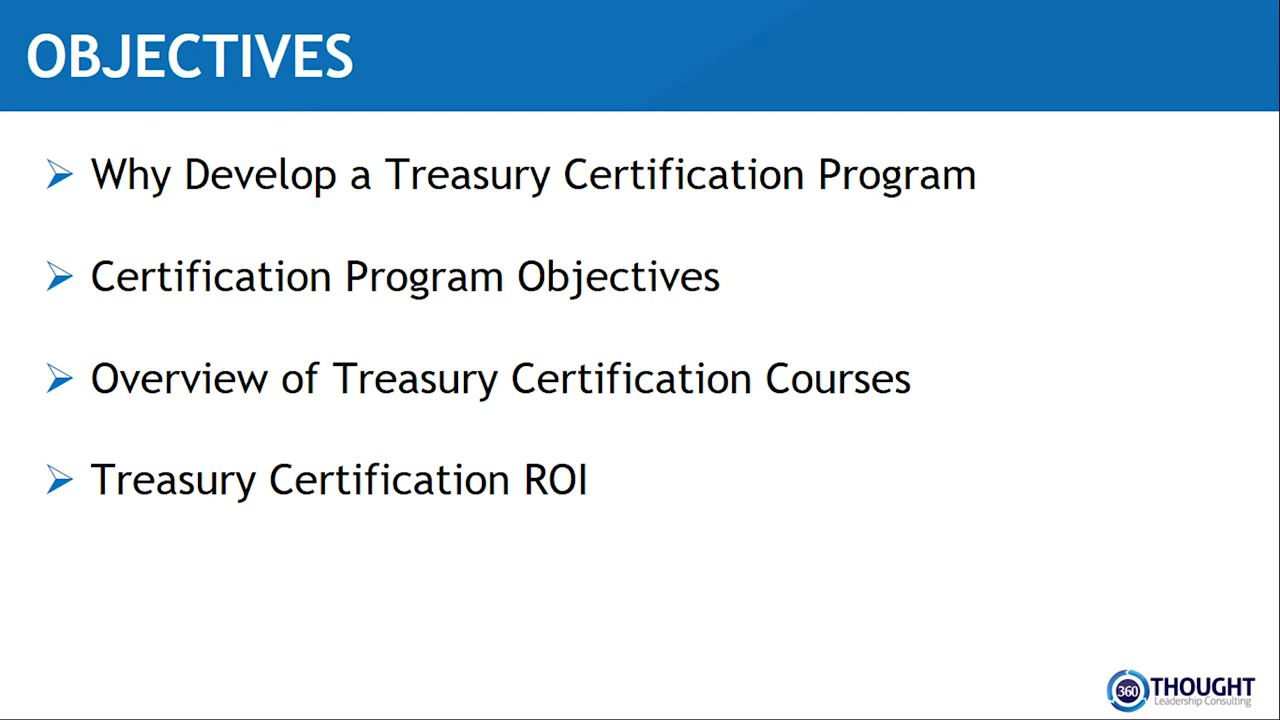 OBJECTIVES
Why Develop a Treasury Certification Program
Certification Program Objectives
Overview of Treasury Certification Courses
Treasury Certification ROI
360 THOUGHT
Leadership Consulting